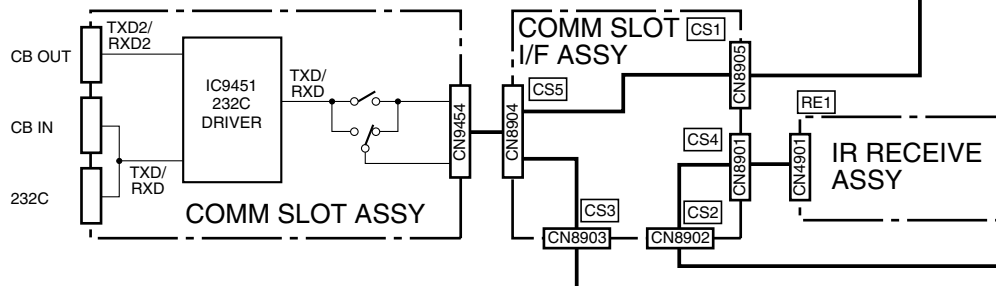 CB OUT
TXD2/
RXD2
CB IN
TXD/
RXD
232C
IC9451
232C
DRIVER
TXD/
RXD
COMM SLOT ASSY
CN9454
COMM SLOT
I/F ASSY
CS1
CS5
CN8904
CN8905
CS4
CN8901
CS3
CN8903
CS2
CN8902
RE1
CN4901
IR RECEIVE
ASSY